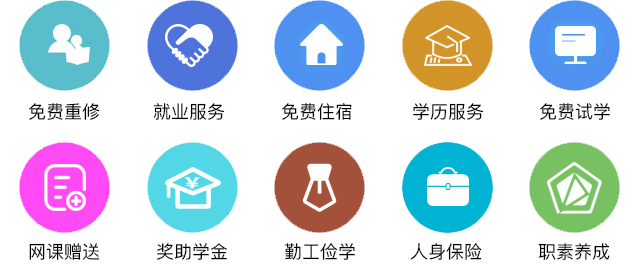 免费重修 就业服务 免费住宿 学历服务 免费试学
¥
网课赠送 奖助学金 勤工俭学 人身保险 职素养成